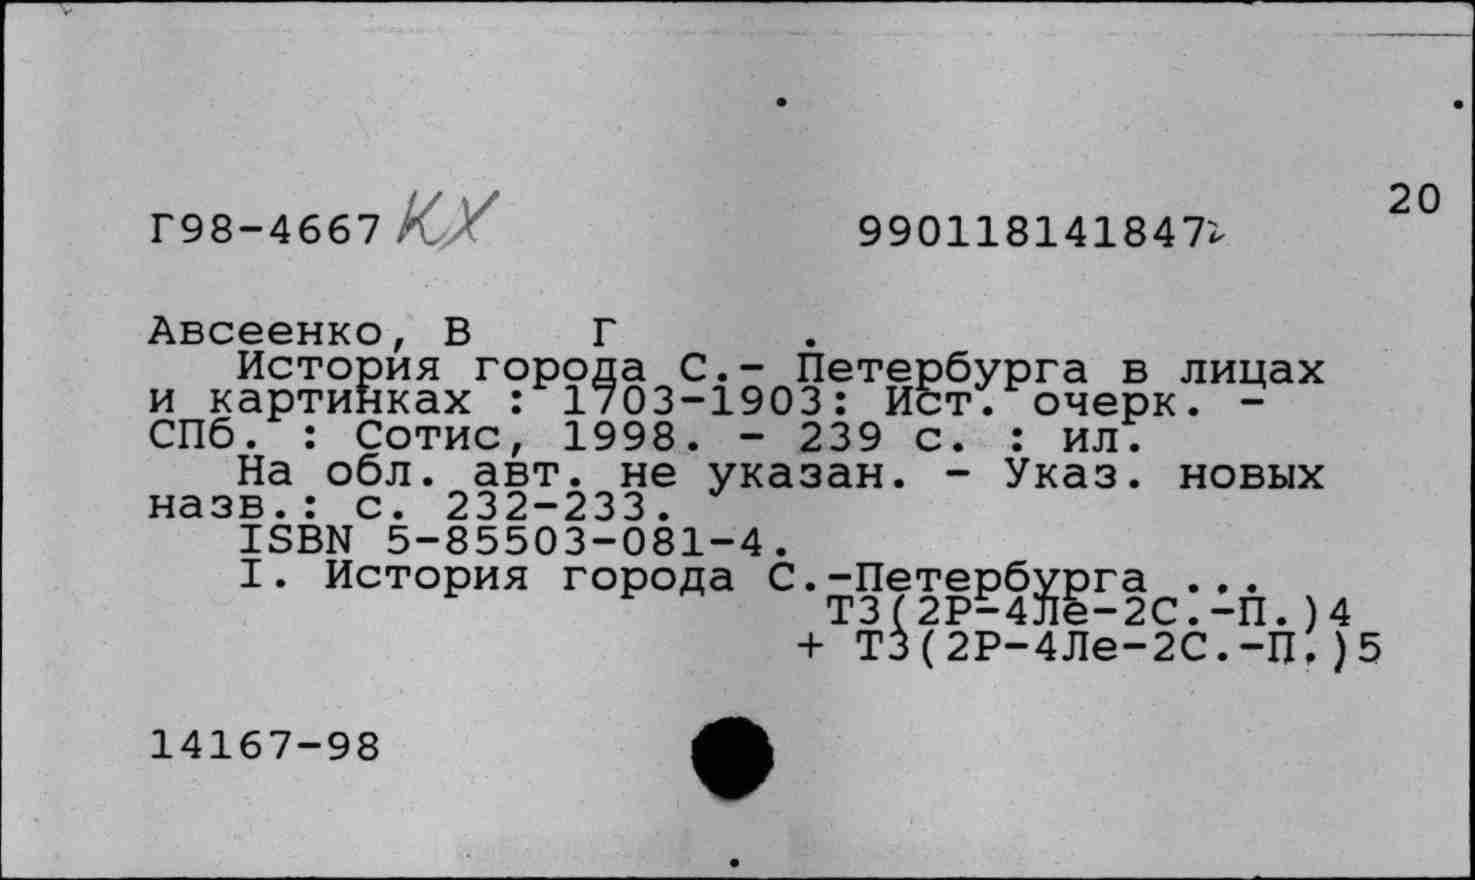 20
Г98-4667 КХ 990118141847
Авсеенко, В Г .
История города С.- Петербурга в лицах
и картинках : 1703-1903: Ист. очерк. -
СПб. : Сотис, 1998. - 239 с. : ил.
На обл. авт. не указан. - Указ. новых
назв.: с. 232-233.
ISBN 5-85503-081-4.
I. История города С.-Петербурга ...
Т3(2Р-4Ле-2С.-П.)4
+ Т3(2Р-4Ле-2С.-П.)5
14167-98